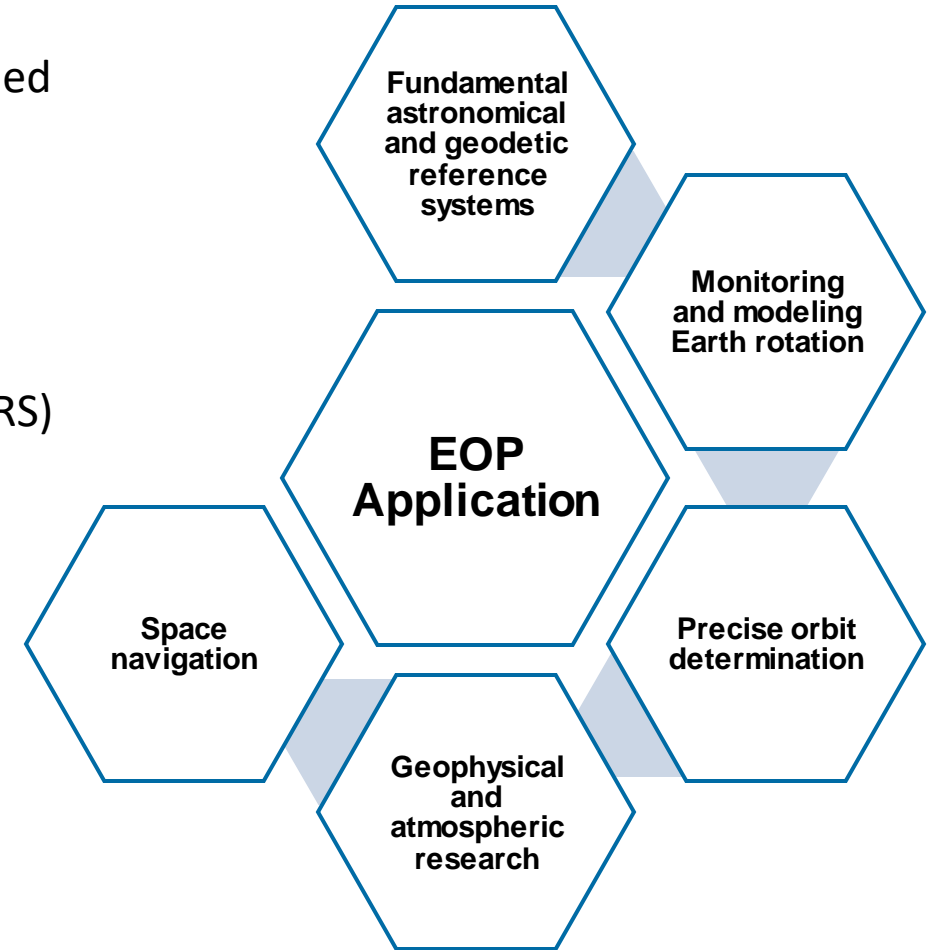 ed
RS)
Fundamental
astronomical
and geodetic
reference
systems
Monitoring
and modeling
Earth rotation
EOP
Application
Precise orbit
determination
Space
navigation
Geophysical
and
atmospheric
research